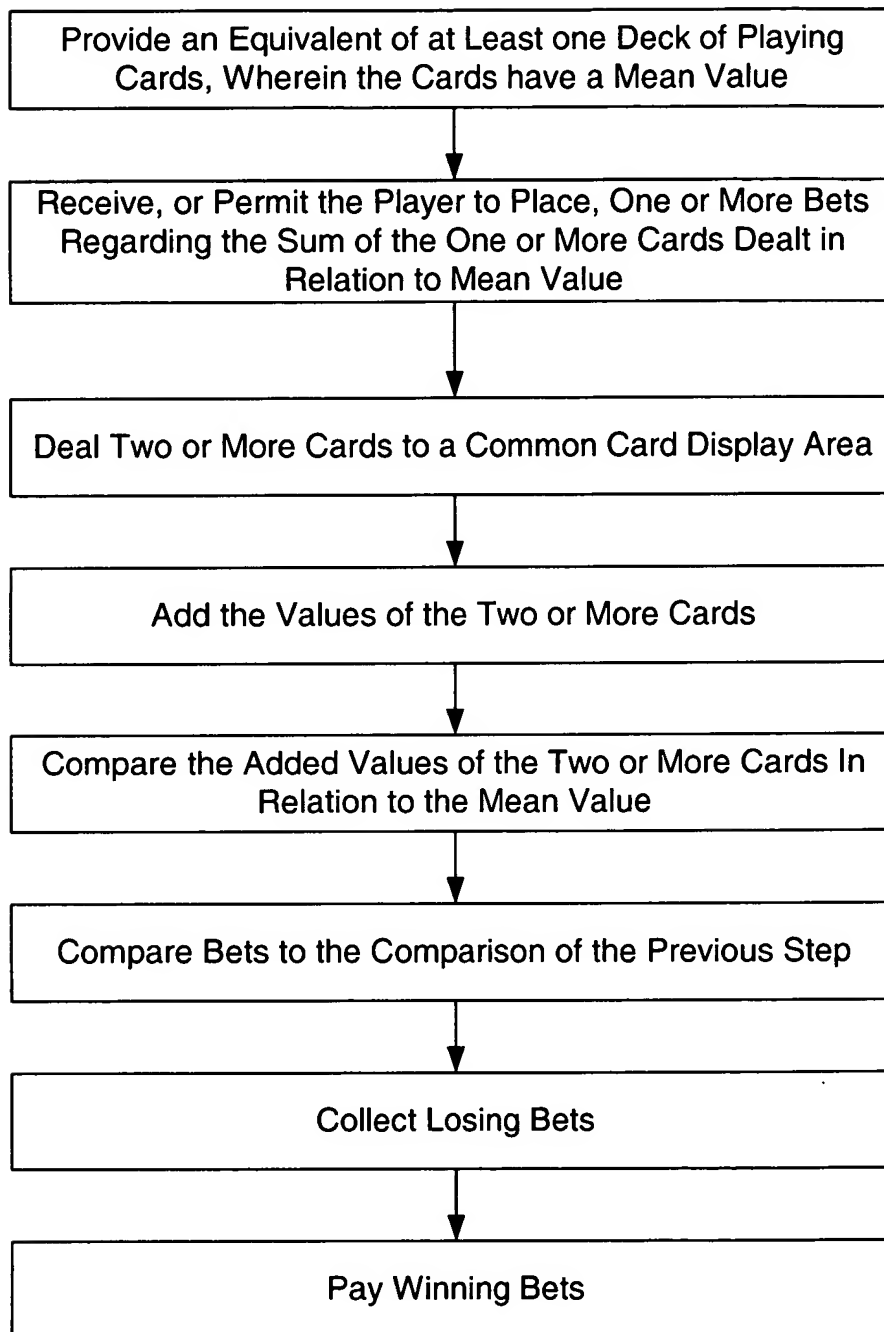 Provide an Equivalent of at Least one Deck of Playing
Cards, Wherein the Cards have a Mean Value
Receive, or Permit the Player to Place, One or More Bets
Regarding the Sum of the One or More Cards Dealt in
Relation to Mean Value
Deal Two or More Cards to a Common Card Display Area
Add the Values of the Two or More Cards
Compare the Added Values of the Two or More Cards In
Relation to the Mean Value
Compare Bets to the Comparison of the Previous Step
Collect Losing Bets
Pay Winning Bets